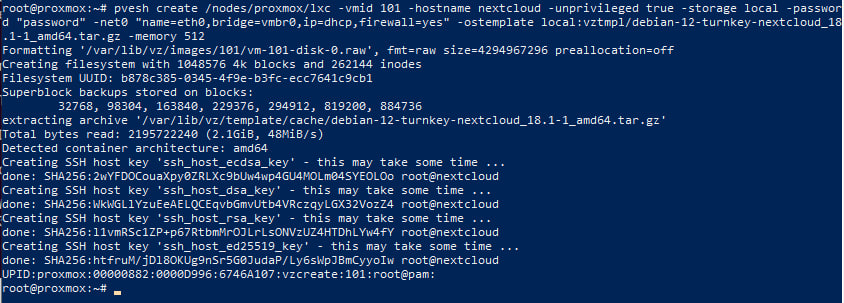 root@proxmox:~# pvesh create /nodes/proxmox/lxc -vmid 101 -hostname nextcloud -unprivileged true -storage local -passwor
d "password" -net0 "name=eth0,bridge=vmbr0,ip=dhcp,firewall=yes" -ostemplate local:vztmpl/debian-12-turnkey-nextcloud_18
.1-1_amd64.tar.gz -memory 512
Formatting '/var/lib/vz/images/101/vm-101-disk-0.raw', fmt=raw size=4294967296 preallocation=off
Creating filesystem with 1048576 4k blocks and 262144 inodes
Filesystem UUID: b878c385-0345-4f9e-b3fc-ecc7641c9cb1
Superblock backups stored on blocks:
        32768, 98304, 163840, 229376, 294912, 819200, 884736
extracting archive '/var/lib/vz/template/cache/debian-12-turnkey-nextcloud_18.1-1_amd64.tar.gz'
Total bytes read: 2195722240 (2.1GiB, 48MiB/s)
Detected container architecture: amd64
Creating SSH host key 'ssh_host_ecdsa_key' - this may take some time ...
done: SHA256:2wYFDOCouaXpy0ZRLXc9bUw4wp4GU4MOLm04SYEOLOo root@nextcloud
Creating SSH host key 'ssh_host_dsa_key' - this may take some time ...
done: SHA256:WkWGLlYzuEeAELQCEqvbGmvUtb4VRczqyLGX32VozZ4 root@nextcloud
Creating SSH host key 'ssh_host_rsa_key' - this may take some time ...
done: SHA256:l1vmRSc1ZP+p67RtbmMrOJLrLsONVzUZ4HTDhLYw4fY root@nextcloud
Creating SSH host key 'ssh_host_ed25519_key' - this may take some time ...
done: SHA256:htfruM/jDl8OKUg9nSr5G0JudaP/Ly6sWpJBmCyyoIw root@nextcloud
UPID:proxmox:00000882:0000D996:6746A107:vzcreate:101:root@pam:
root@proxmox:~#